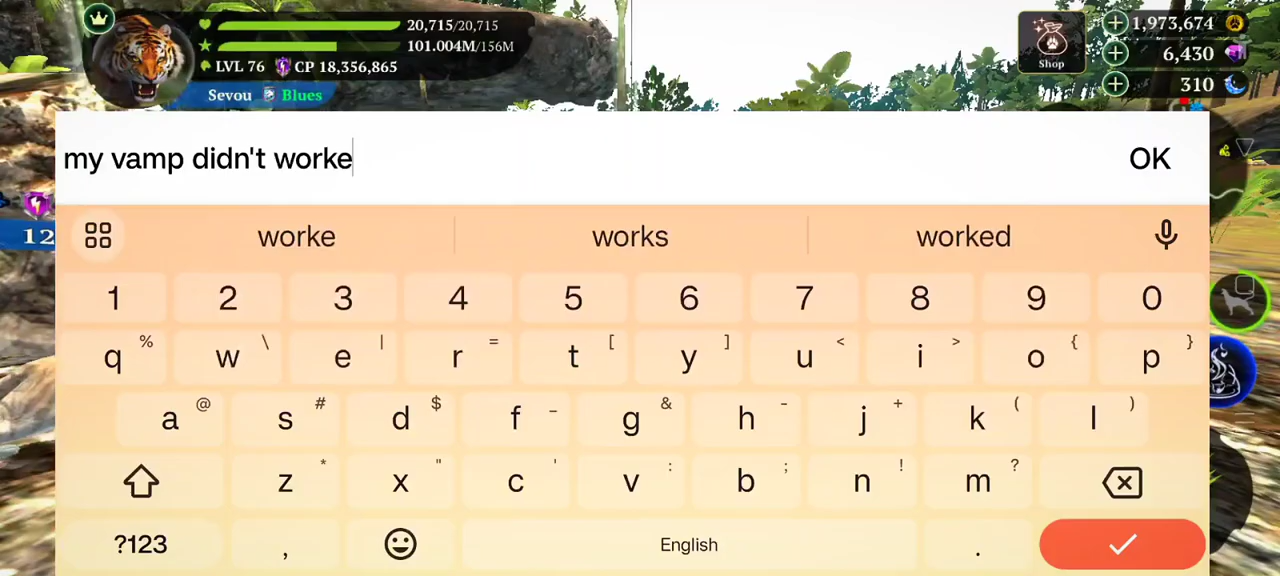 20,715/20,715
101.004M/156M
LVL 76 CP 18,356,865
Sevou Blues
Shop
1,973,674
6,430
310
12
my vamp didn't worke
OK
worke works worked
1 2 3 4 5 6 7 8 9 0
% \ | = [ ] < > { }
q w e r t y u i o p
@ # $ _ & - + ( )
a s d f g h j k l
* " ' : ; ! ?
z x c v b n m
?123 , English .